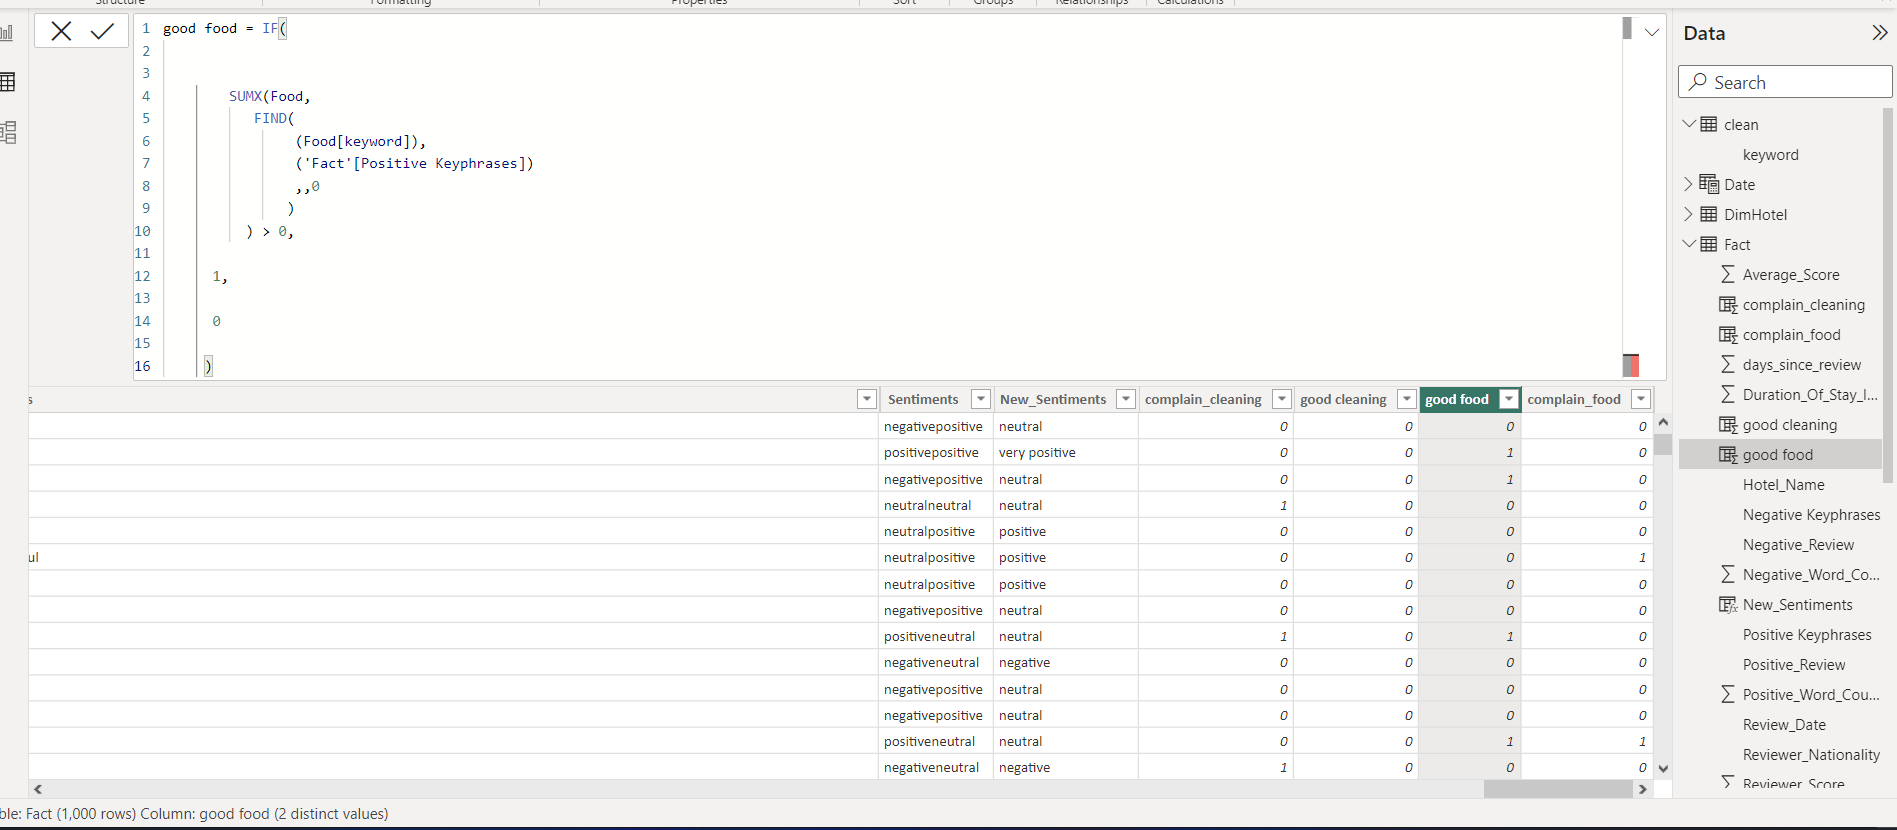 Structure Formatting Properties Sort Groups Relationships Calculations
1 good food = IF(
2
3
4 SUMX(Food,
5 FIND(
6 (Food[keyword]),
7 ('Fact'[Positive Keyphrases])
8 ,,0
9 )
10 ) > 0,
11
12 1,
13
14 0
15
16 )
s Sentiments New_Sentiments complain_cleaning good cleaning good food complain_food
negativepositive neutral 0 0 0 0
positivepositive very positive 0 0 1 0
negativepositive neutral 0 0 1 0
neutralneutral neutral 1 0 0 0
neutralpositive positive 0 0 0 0
ul neutralpositive positive 0 0 0 1
neutralpositive positive 0 0 0 0
negativepositive neutral 0 0 0 0
positiveneutral neutral 1 0 1 0
negativeneutral negative 0 0 0 0
negativepositive neutral 0 0 0 0
negativepositive neutral 0 0 0 0
positiveneutral neutral 0 0 1 1
negativeneutral negative 1 0 0 0
ble: Fact (1,000 rows) Column: good food (2 distinct values)
Data
Search
clean
keyword
Date
DimHotel
Fact
Average_Score
complain_cleaning
complain_food
days_since_review
Duration_Of_Stay_I...
good cleaning
good food
Hotel_Name
Negative Keyphrases
Negative_Review
Negative_Word_Co...
New_Sentiments
Positive Keyphrases
Positive_Review
Positive_Word_Cou...
Review_Date
Reviewer_Nationality
Reviewer_Score